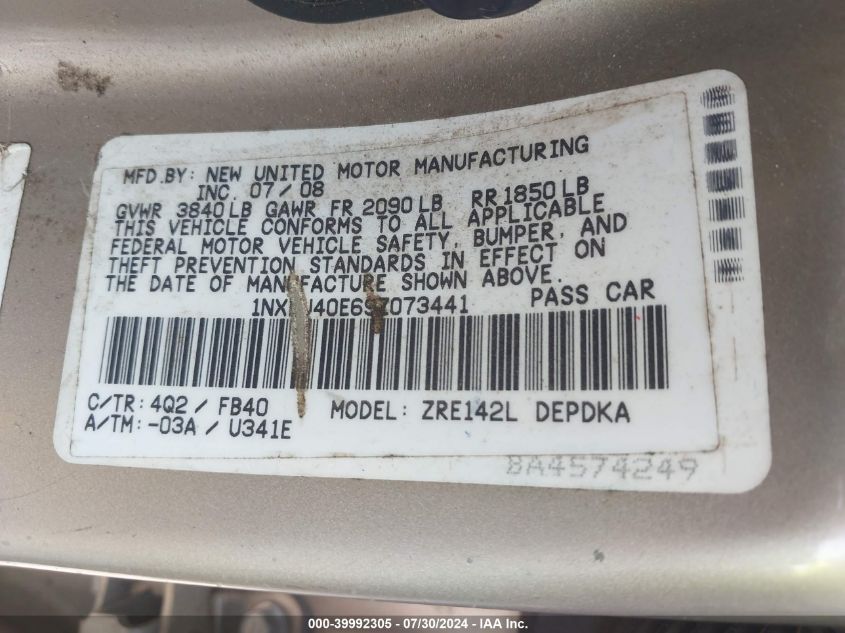 MFD.BY: NEW UNITED MOTOR MANUFACTURING
INC. 07/08
GVWR 3840LB GAWR FR 2090LB RR1850LB
THIS VEHICLE CONFORMS TO ALL APPLICABLE
FEDERAL MOTOR VEHICLE SAFETY, BUMPER, AND
THEFT PREVENTION STANDARDS IN EFFECT ON
THE DATE OF MANUFACTURE SHOWN ABOVE.
PASS CAR
C/TR: 4Q2 / FB40 MODEL: ZRE142L DEPDKA
A/TM: -03A / U341E
8A4574249
000-39992305 / 07/30/2024 - IAA Inc.